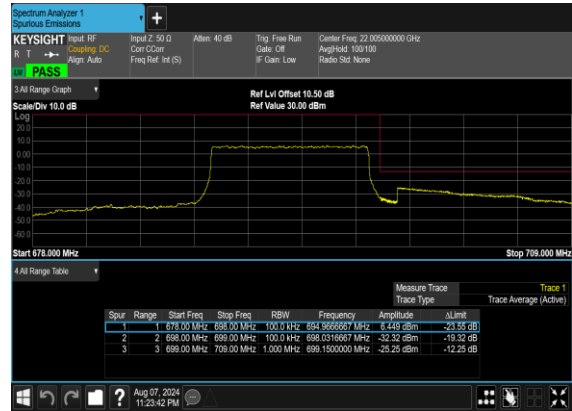 Spectrum Analyzer 1
Spurious Emissions
KEYSIGHT Input: RF Input Z: 50 Ω Atten: 40 dB Trig: Free Run Center Freq: 22.005000000 GHz
R T Coupling: DC Corr CCorr Gate: Off Avg|Hold: 100/100
Align: Auto Freq Ref: Int (S) IF Gain: Low Radio Std: None
LW PASS
3 All Range Graph
Ref Lvl Offset 10.50 dB
Scale/Div 10.0 dB Ref Value 30.00 dBm
Log
20.0
10.0
0.00
-10.0
-20.0
-30.0
-40.0
-50.0
-60.0
Start 678.000 MHz Stop 709.000 MHz
4 All Range Table
Measure Trace Trace 1
Trace Type Trace Average (Active)
Spur Range Start Freq Stop Freq RBW Frequency Amplitude ΔLimit
1 1 678.00 MHz 698.00 MHz 100.0 kHz 694.9666667 MHz 6.449 dBm -23.55 dB
2 2 698.00 MHz 699.00 MHz 100.0 kHz 698.0316667 MHz -32.32 dBm -19.32 dB
3 3 699.00 MHz 709.00 MHz 1.000 MHz 699.1500000 MHz -25.25 dBm -12.25 dB
Aug 07, 2024
11:23:42 PM